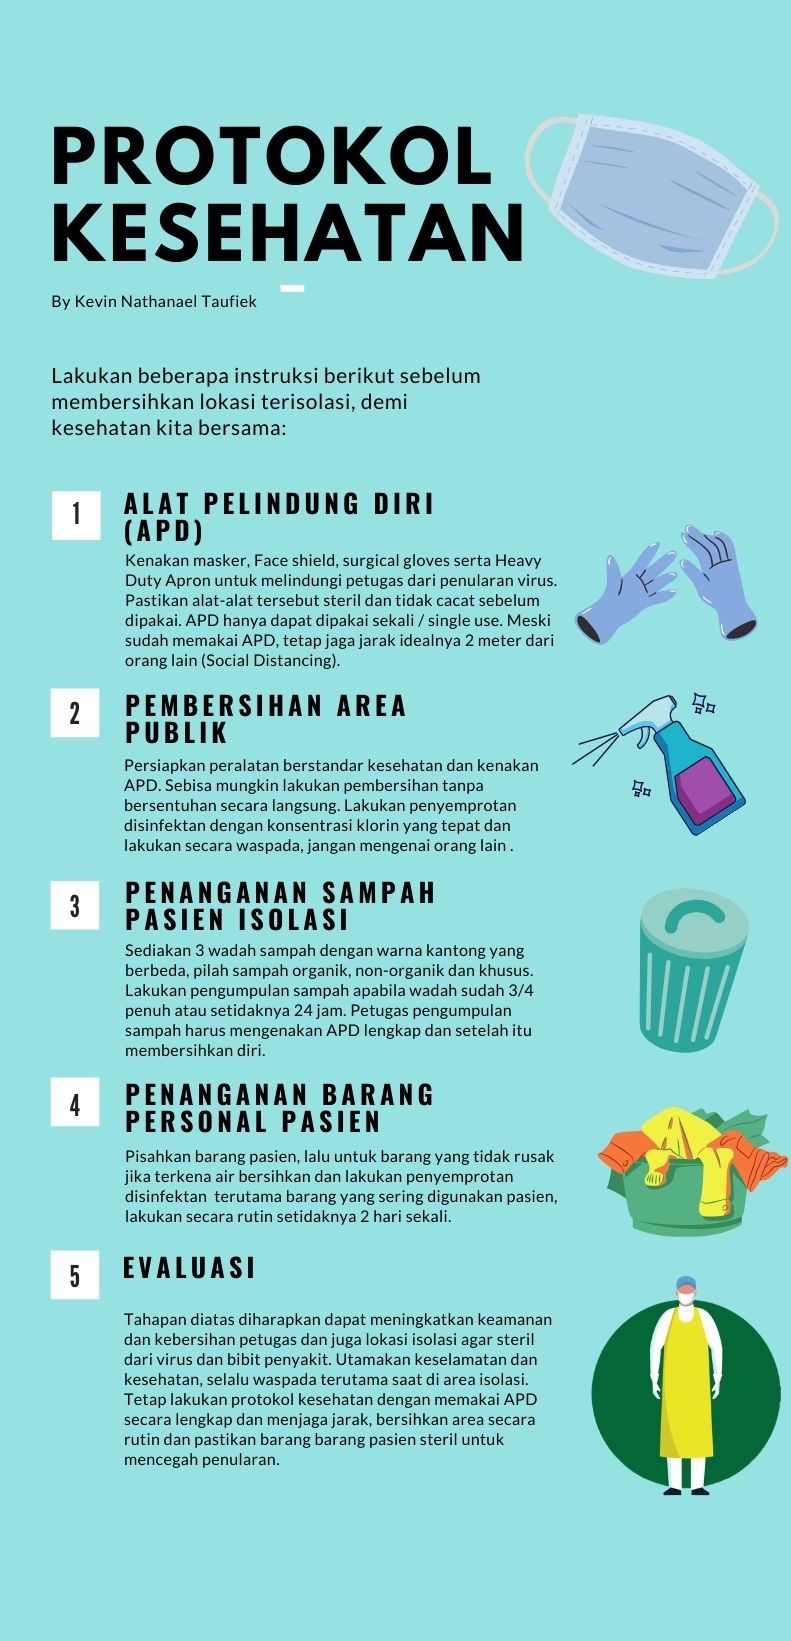 PROTOKOL
KESEHATAN
By Kevin Nathanael Taufiek
Lakukan beberapa instruksi berikut sebelum
membersihkan lokasi terisolasi, demi
kesehatan kita bersama:
1
ALAT PELINDUNG DIRI
(APD)
Kenakan masker, Face shield, surgical gloves serta Heavy
Duty Apron untuk melindungi petugas dari penularan virus.
Pastikan alat-alat tersebut steril dan tidak cacat sebelum
dipakai. APD hanya dapat dipakai sekali / single use. Meski
sudah memakai APD, tetap jaga jarak idealnya 2 meter dari
orang lain (Social Distancing).
2
PEMBERSIHAN AREA
PUBLIK
Persiapkan peralatan berstandar kesehatan dan kenakan
APD. Sebisa mungkin lakukan pembersihan tanpa
bersentuhan secara langsung. Lakukan penyemprotan
disinfektan dengan konsentrasi klorin yang tepat dan
lakukan secara waspada, jangan mengenai orang lain .
3
PENANGANAN SAMPAH
PASIEN ISOLASI
Sediakan 3 wadah sampah dengan warna kantong yang
berbeda, pilah sampah organik, non-organik dan khusus.
Lakukan pengumpulan sampah apabila wadah sudah 3/4
penuh atau setidaknya 24 jam. Petugas pengumpulan
sampah harus mengenakan APD lengkap dan setelah itu
membersihkan diri.
4
PENANGANAN BARANG
PERSONAL PASIEN
Pisahkan barang pasien, lalu untuk barang yang tidak rusak
jika terkena air bersihkan dan lakukan penyemprotan
disinfektan  terutama barang yang sering digunakan pasien,
lakukan secara rutin setidaknya 2 hari sekali.
5
EVALUASI
Tahapan diatas diharapkan dapat meningkatkan keamanan
dan kebersihan petugas dan juga lokasi isolasi agar steril
dari virus dan bibit penyakit. Utamakan keselamatan dan
kesehatan, selalu waspada terutama saat di area isolasi.
Tetap lakukan protokol kesehatan dengan memakai APD
secara lengkap dan menjaga jarak, bersihkan area secara
rutin dan pastikan barang barang pasien steril untuk
mencegah penularan.